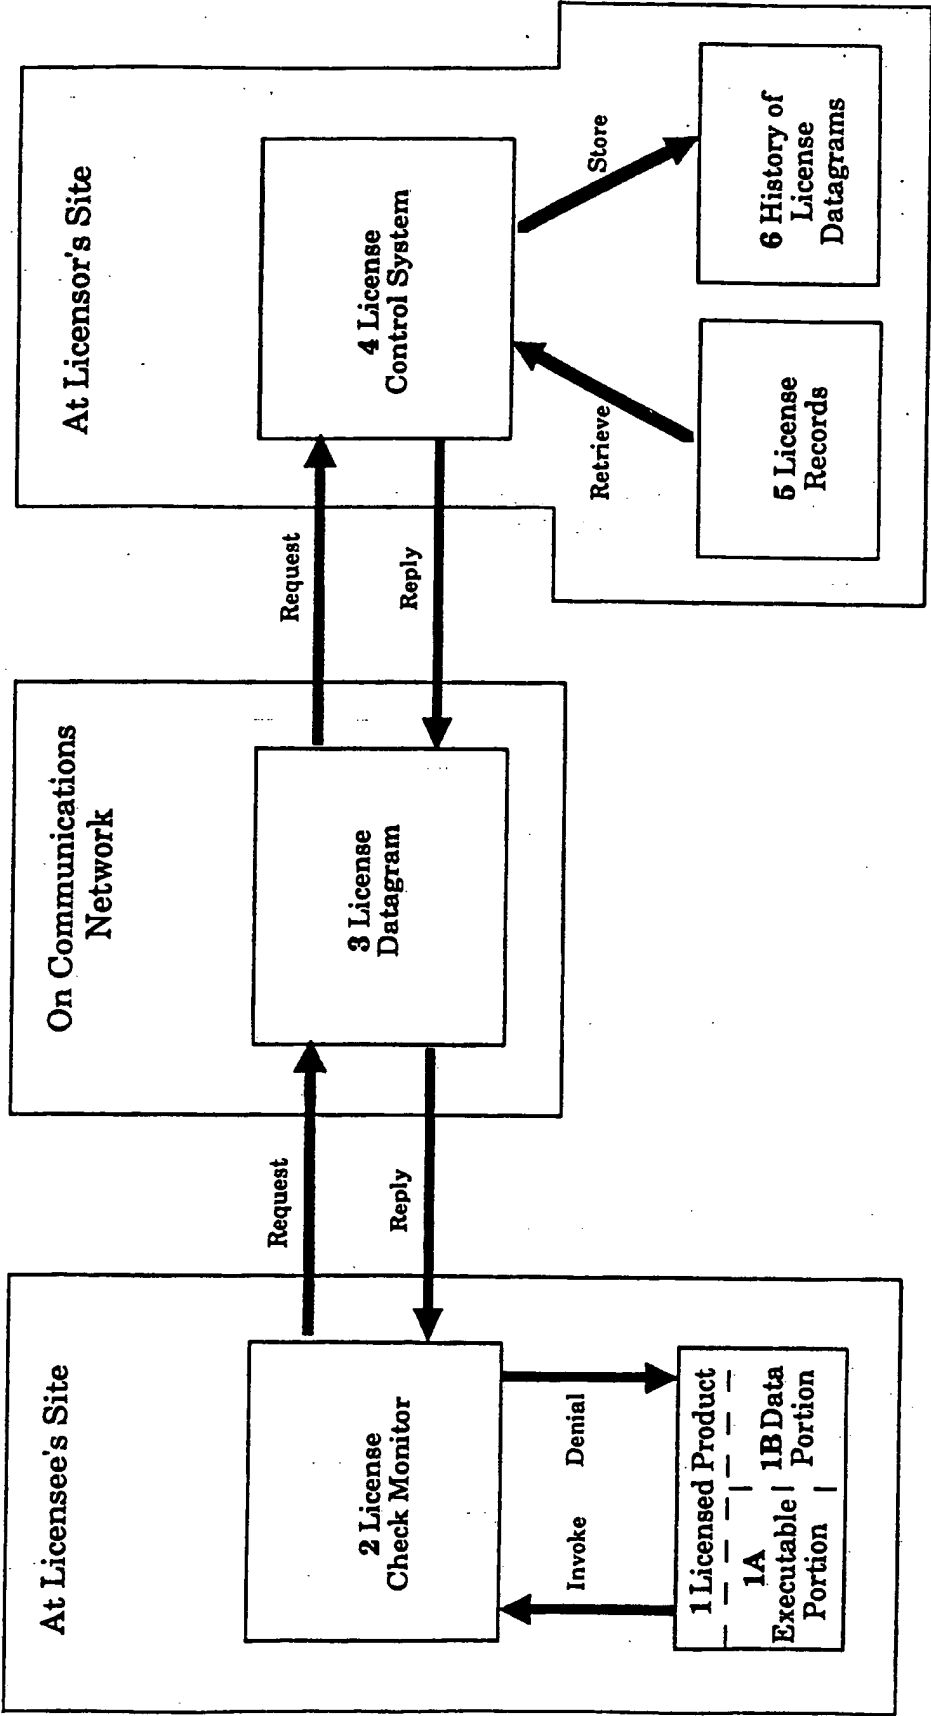 At Licensee's Site
2 License
Check Monitor
Invoke
Denial
1 Licensed Product
1A
Executable
Portion
1B Data
Portion
Request
Reply
On Communications
Network
3 License
Datagram
Request
Reply
At Licensor's Site
4 License
Control System
Retrieve
Store
5 License
Records
6 History of
License
Datagrams